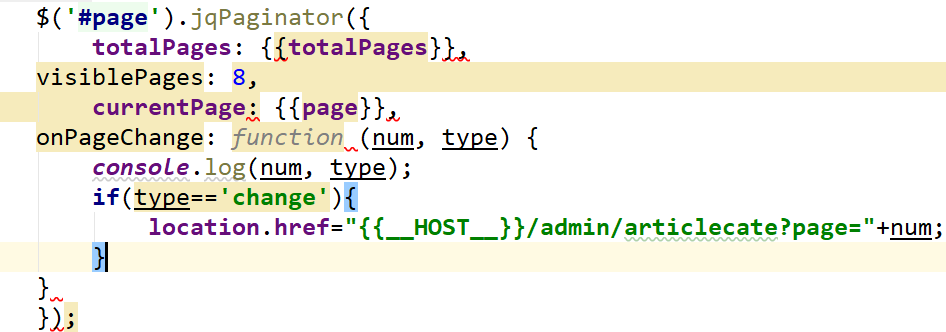 $('#page').jqPaginator({
totalPages: {{totalPages}},
visiblePages: 8,
currentPage: {{page}},
onPageChange: function (num, type) {
console.log(num, type);
if(type=='change'){
location.href="{{__HOST__}}/admin/articlecate?page="+num;
}
}
});